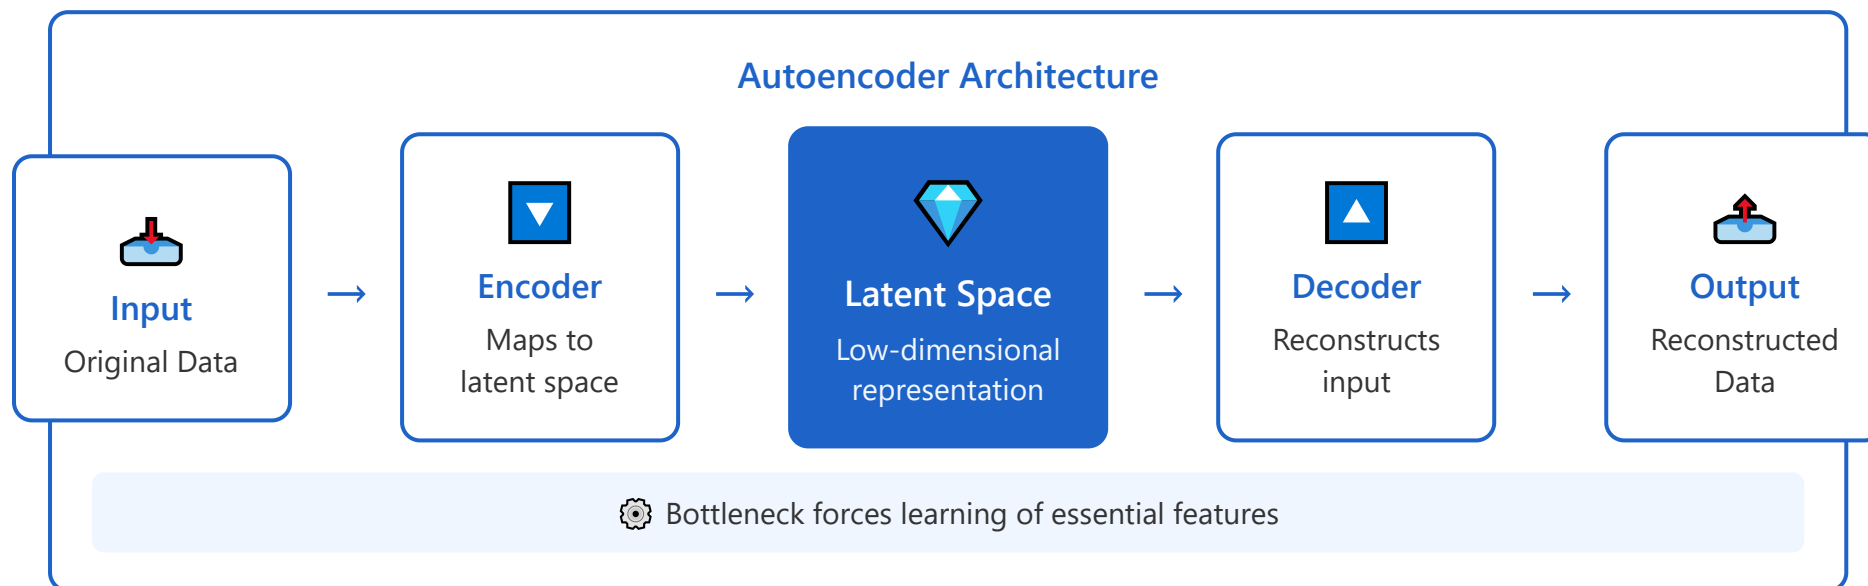 Autoencoder Architecture
Input
Original Data
→
Encoder
Maps to
latent space
→
Latent Space
Low-dimensional
representation
→
Decoder
Reconstructs
input
→
Output
Reconstructed
Data
Bottleneck forces learning of essential features